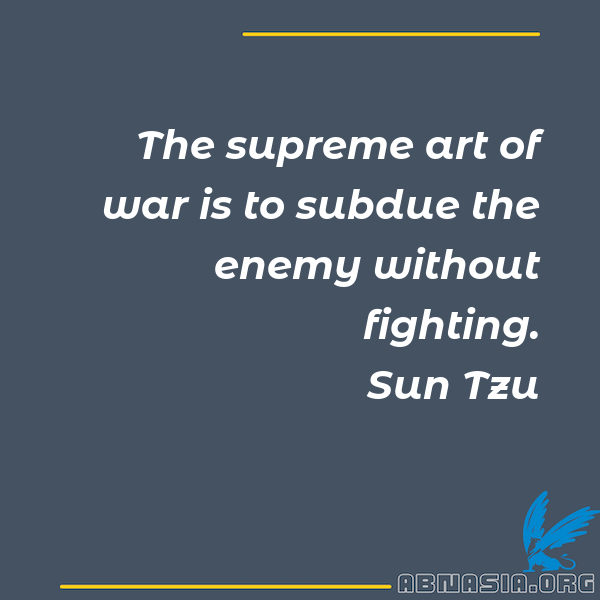 The supreme art of
war is to subdue the
enemy without
fighting.
Sun Tzu
ABNASIA.ORG